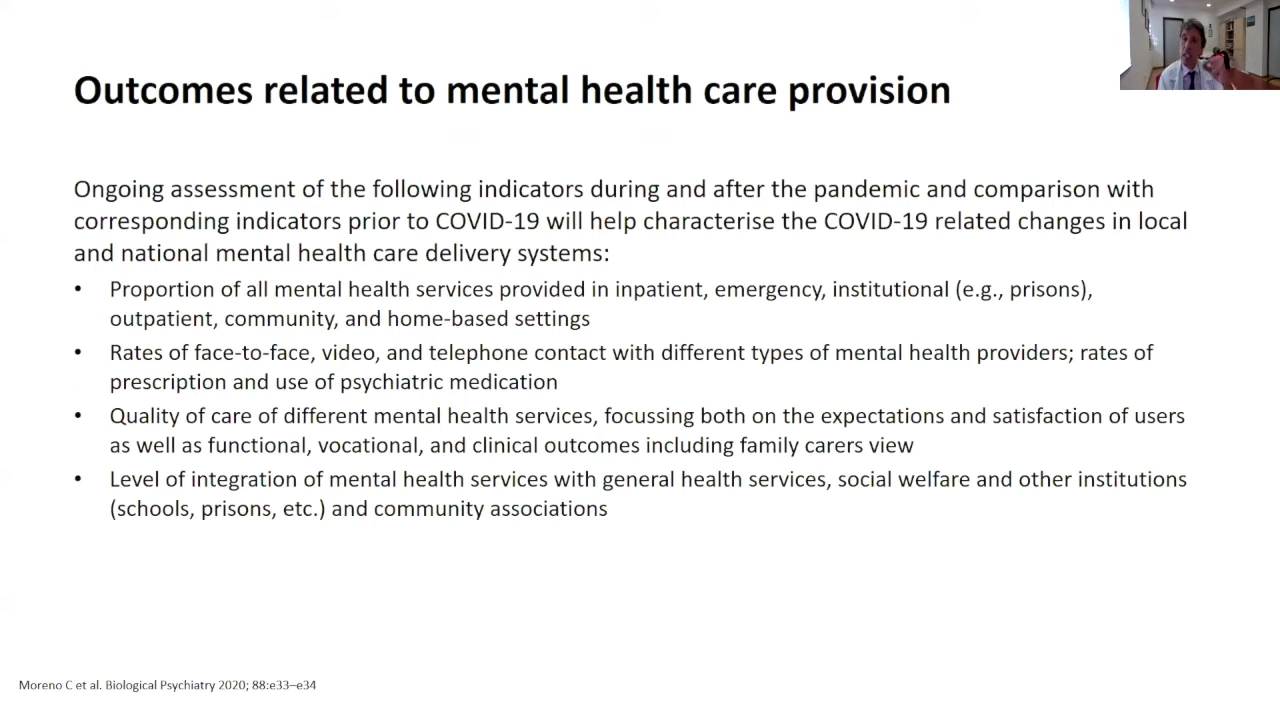 Outcomes related to mental health care provision
Ongoing assessment of the following indicators during and after the pandemic and comparison with
corresponding indicators prior to COVID-19 will help characterise the COVID-19 related changes in local
and national mental health care delivery systems:
• Proportion of all mental health services provided in inpatient, emergency, institutional (e.g., prisons),
outpatient, community, and home-based settings
• Rates of face-to-face, video, and telephone contact with different types of mental health providers; rates of
prescription and use of psychiatric medication
• Quality of care of different mental health services, focussing both on the expectations and satisfaction of users
as well as functional, vocational, and clinical outcomes including family carers view
• Level of integration of mental health services with general health services, social welfare and other institutions
(schools, prisons, etc.) and community associations
Moreno C et al. Biological Psychiatry 2020; 88:e33–e34